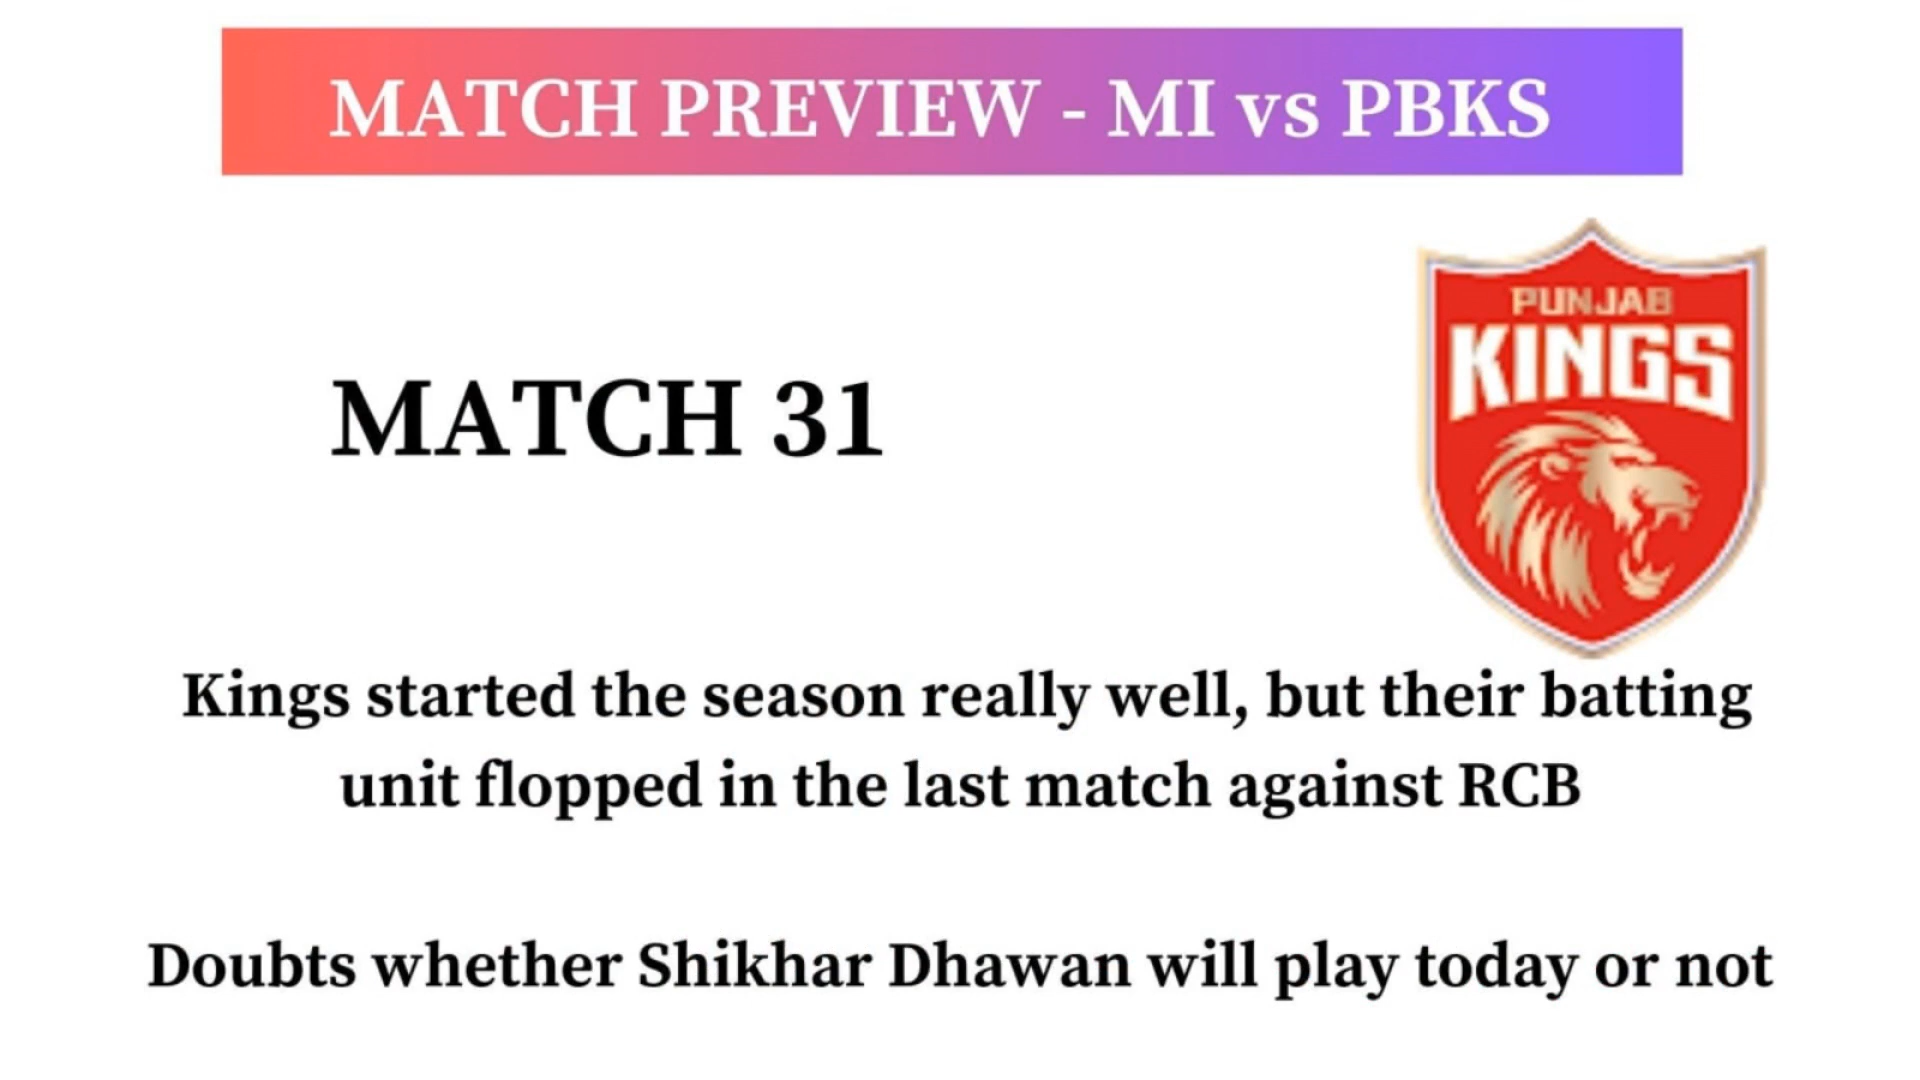 MATCH PREVIEW - MI vs PBKS
PUNJAB
KINGS
MATCH 31
Kings started the season really well, but their batting
unit flopped in the last match against RCB
Doubts whether Shikhar Dhawan will play today or not